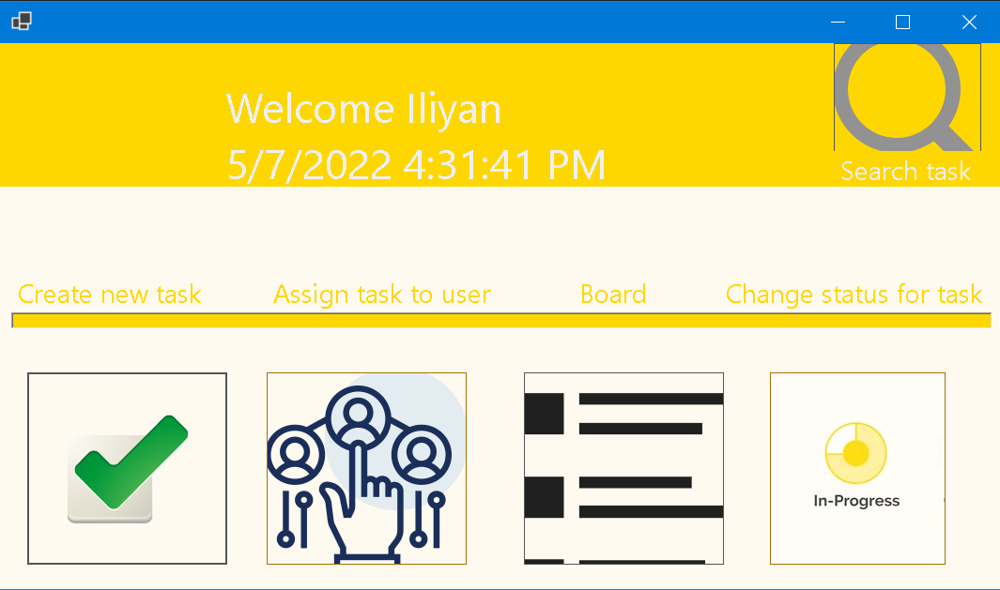 Welcome Iliyan
5/7/2022 4:31:41 PM
Search task
Create new task
Assign task to user
Board
Change status for task
In-Progress